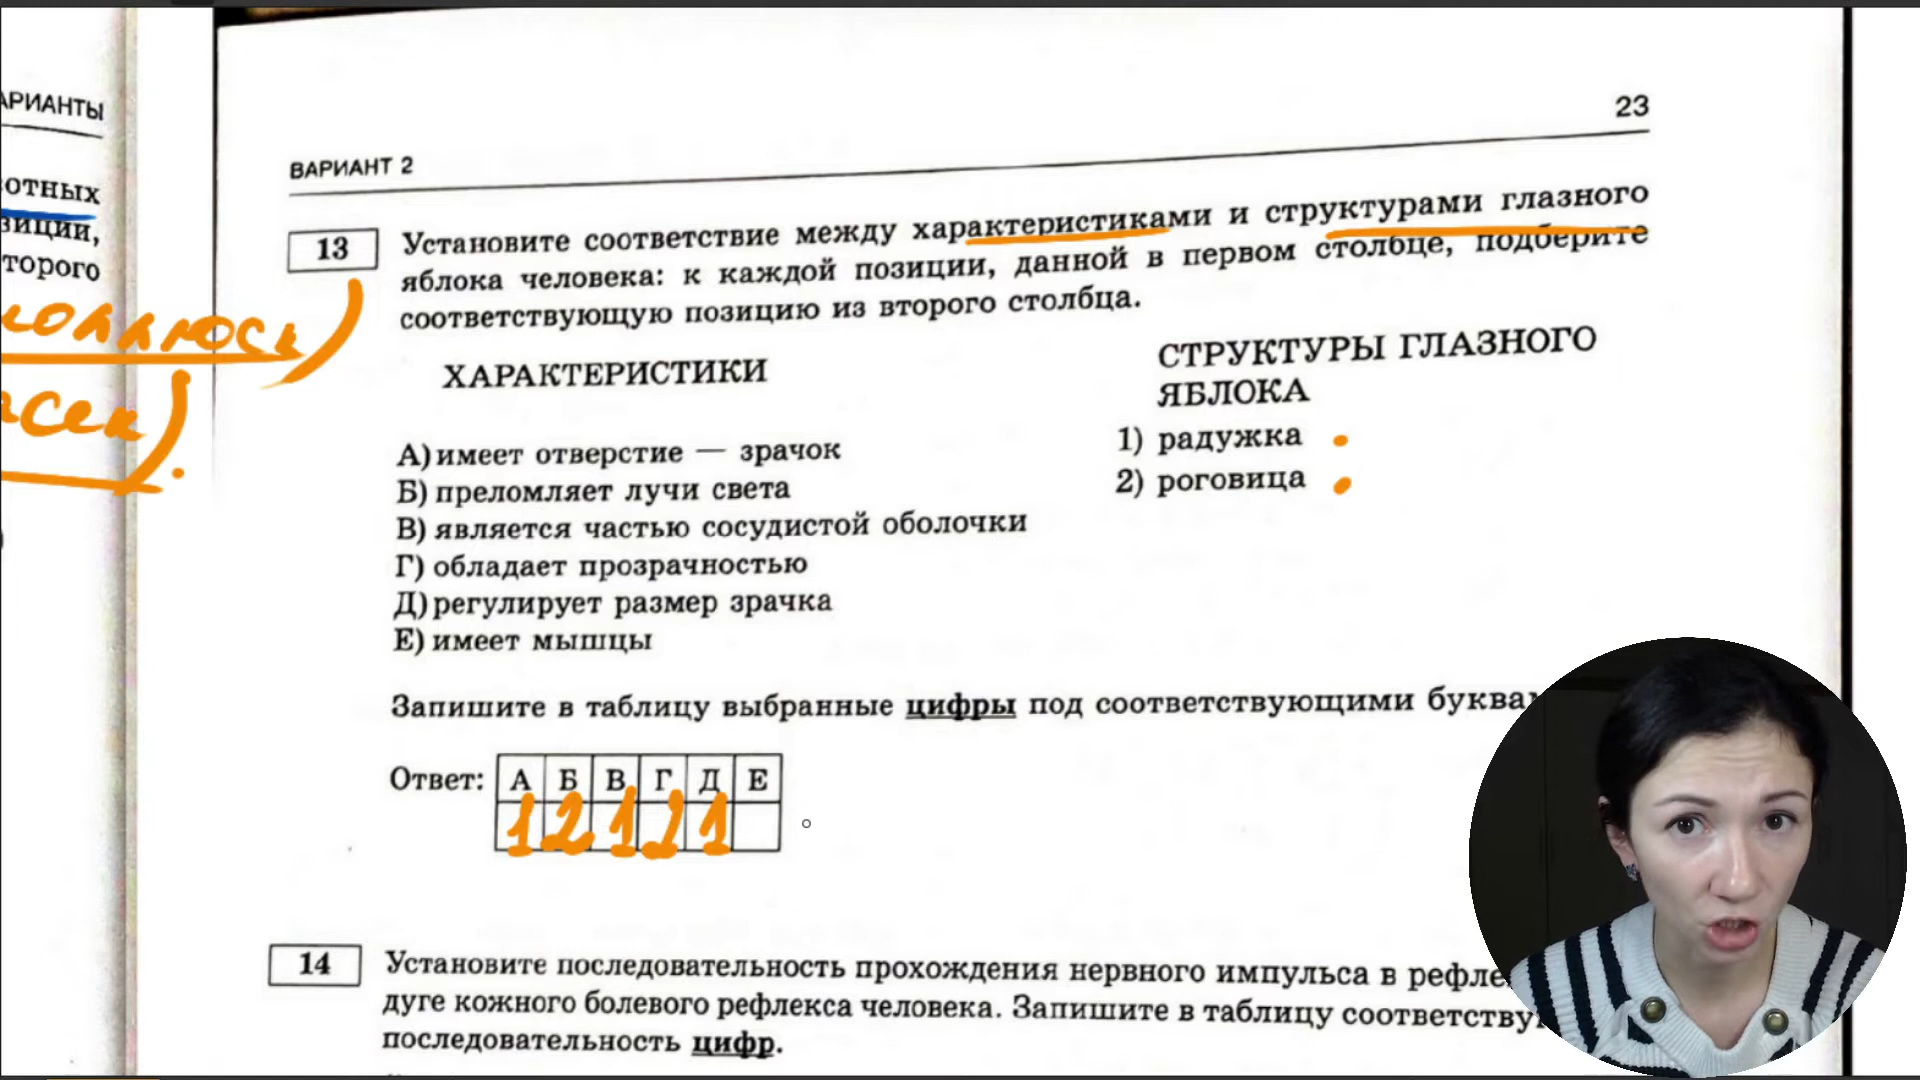 АРИАНТЫ
отных
зиции,
торого
асек)
23
ВАРИАНТ 2
13 Установите соответствие между характеристиками и структурами глазного
яблока человека: к каждой позиции, данной в первом столбце, подберите
соответствующую позицию из второго столбца.
ХАРАКТЕРИСТИКИ
А) имеет отверстие — зрачок
Б) преломляет лучи света
В) является частью сосудистой оболочки
Г) обладает прозрачностью
Д) регулирует размер зрачка
Е) имеет мышцы
СТРУКТУРЫ ГЛАЗНОГО
ЯБЛОКА
1) радужка
2) роговица
Запишите в таблицу выбранные цифры под соответствующими буквам
Ответ: А Б В Г Д Е
1 2 1 1
14 Установите последовательность прохождения нервного импульса в рефле
дуге кожного болевого рефлекса человека. Запишите в таблицу соответству
последовательность цифр.